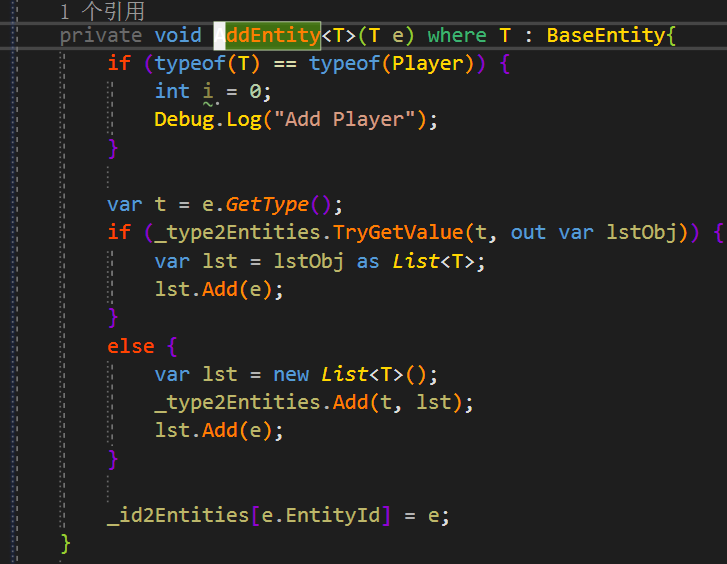 1 个引用
private void AddEntity<T>(T e) where T : BaseEntity{
if (typeof(T) == typeof(Player)) {
int i = 0;
Debug.Log("Add Player");
}
var t = e.GetType();
if (_type2Entities.TryGetValue(t, out var lstObj)) {
var lst = lstObj as List<T>;
lst.Add(e);
}
else {
var lst = new List<T>();
_type2Entities.Add(t, lst);
lst.Add(e);
}
_id2Entities[e.EntityId] = e;
}